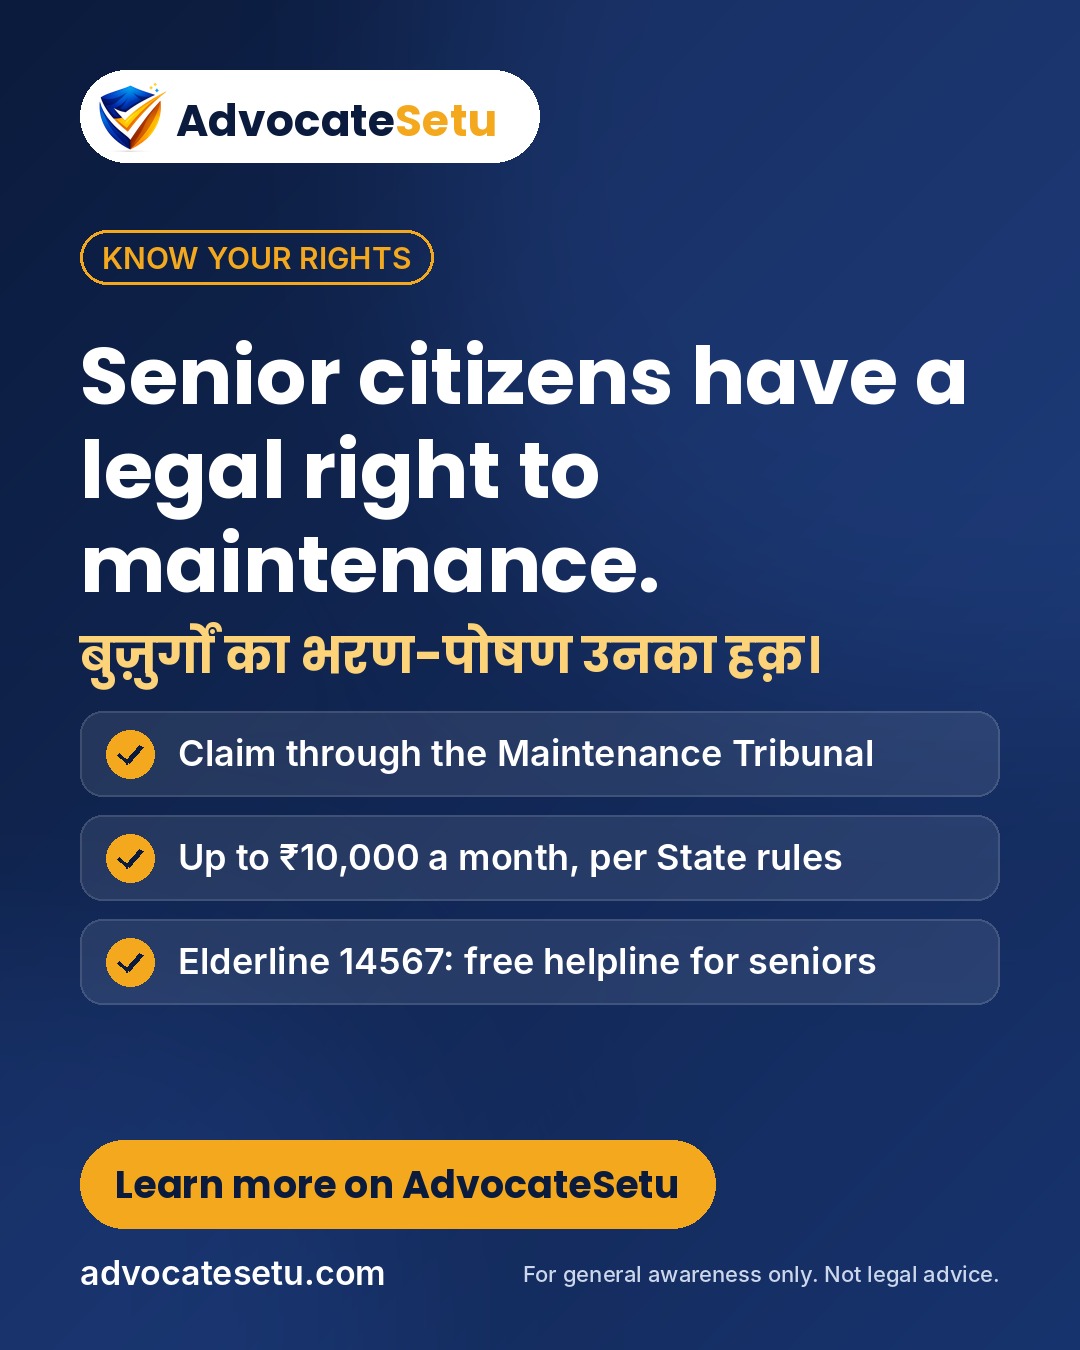 AdvocateSetu
KNOW YOUR RIGHTS
Senior citizens have a
legal right to
maintenance.
बुज़ुर्गों का भरण-पोषण उनका हक़।
Claim through the Maintenance Tribunal
Up to ₹10,000 a month, per State rules
Elderline 14567: free helpline for seniors
Learn more on AdvocateSetu
advocatesetu.com
For general awareness only. Not legal advice.